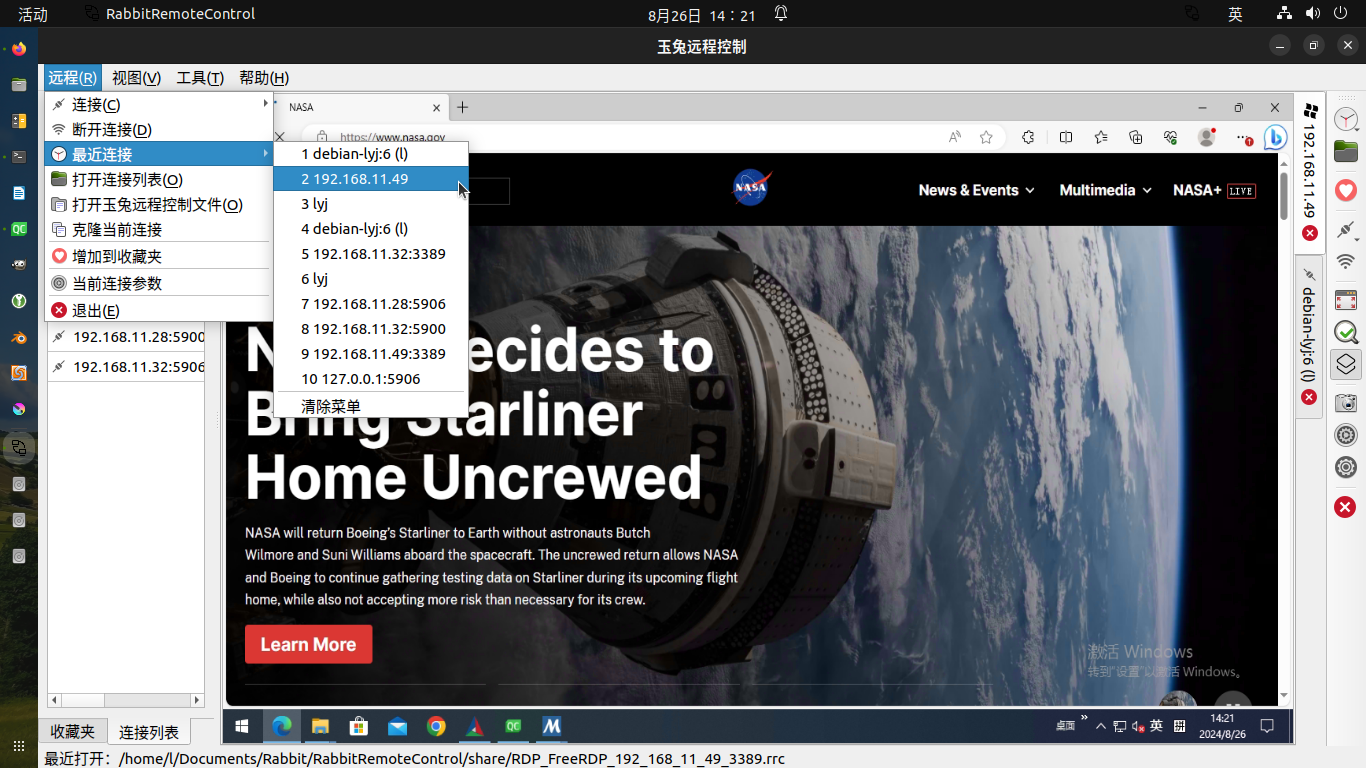 活动
RabbitRemoteControl
8月26日 14：21
英
玉兔远程控制
远程(R)
视图(V)
工具(T)
帮助(H)
连接(C)
断开连接(D)
最近连接
打开连接列表(O)
打开玉兔远程控制文件(O)
克隆当前连接
增加到收藏夹
当前连接参数
退出(E)
1 debian-lyj:6 (l)
2 192.168.11.49
3 lyj
4 debian-lyj:6 (l)
5 192.168.11.32:3389
6 lyj
7 192.168.11.28:5906
8 192.168.11.32:5900
9 192.168.11.49:3389
10 127.0.0.1:5906
清除菜单
192.168.11.28:5900
192.168.11.32:5906
收藏夹
连接列表
NASA
https://www.nasa.gov
NASA
News & Events
Multimedia
NASA+ LIVE
ecides to
Bring Starliner
Home Uncrewed
NASA will return Boeing's Starliner to Earth without astronauts Butch
Wilmore and Suni Williams aboard the spacecraft. The uncrewed return allows NASA
and Boeing to continue gathering testing data on Starliner during its upcoming flight
home, while also not accepting more risk than necessary for its crew.
Learn More
激活 Windows
转到"设置"以激活 Windows。
桌面
英
14:21
2024/8/26
192.168.11.49
debian-lyj:6 (l)
最近打开：/home/l/Documents/Rabbit/RabbitRemoteControl/share/RDP_FreeRDP_192_168_11_49_3389.rrc